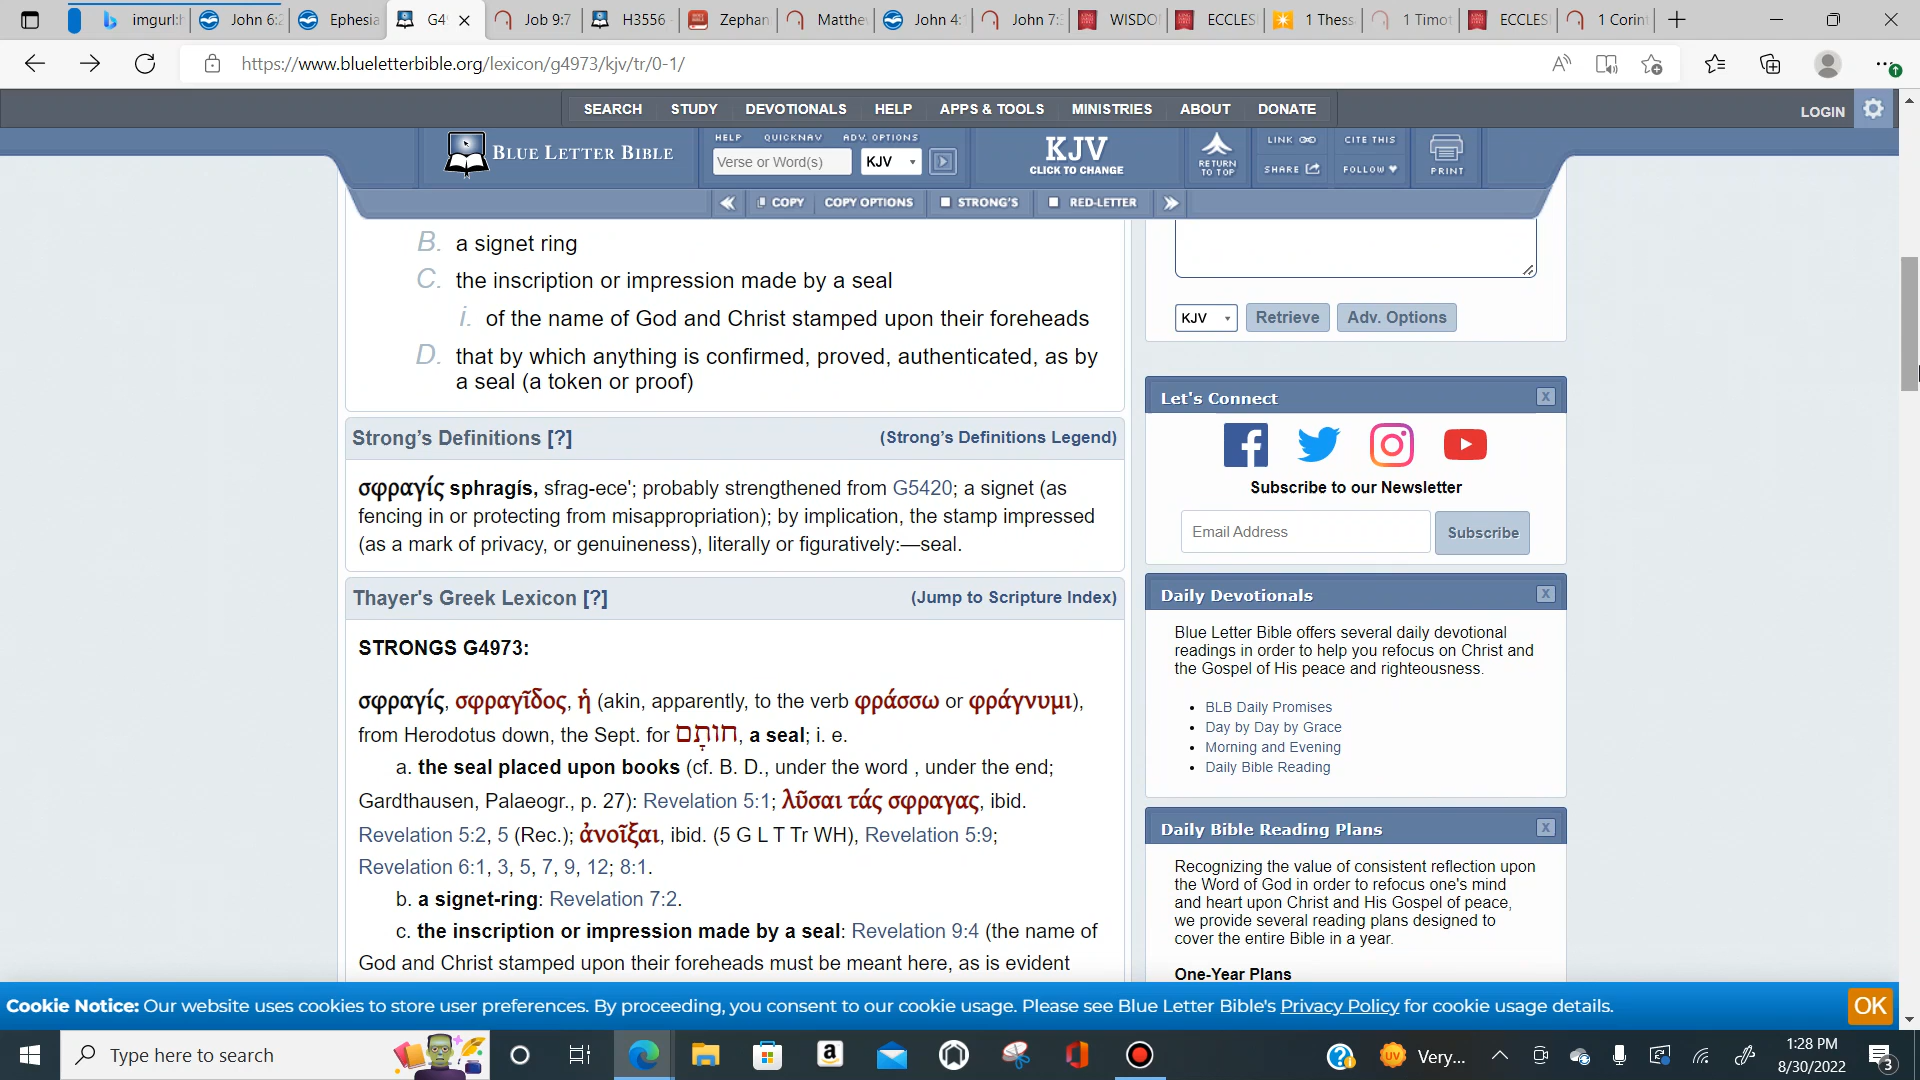 imgurl:h
John 6:2
Ephesia
G4
Job 9:7
H3556
Zephan
Matthe
John 4:
John 7:
WISDO
ECCLES
1 Thess
1 Timot
ECCLES
1 Corin
https://www.blueletterbible.org/lexicon/g4973/kjv/tr/0-1/
SEARCH STUDY DEVOTIONALS HELP APPS & TOOLS MINISTRIES ABOUT DONATE
LOGIN
BLUE LETTER BIBLE
HELP QUICKNAV ADV. OPTIONS
Verse or Word(s) KJV
KJV
CLICK TO CHANGE
RETURN
TO TOP
LINK
CITE THIS
SHARE
FOLLOW
PRINT
COPY COPY OPTIONS STRONG'S RED-LETTER
B. a signet ring
C. the inscription or impression made by a seal
i. of the name of God and Christ stamped upon their foreheads
D. that by which anything is confirmed, proved, authenticated, as by
a seal (a token or proof)
Strong's Definitions [?] (Strong's Definitions Legend)
σφραγίς sphragís, sfrag-ece'; probably strengthened from G5420; a signet (as
fencing in or protecting from misappropriation); by implication, the stamp impressed
(as a mark of privacy, or genuineness), literally or figuratively:—seal.
Thayer's Greek Lexicon [?] (Jump to Scripture Index)
STRONGS G4973:
σφραγίς, σφραγῖδος, ἡ (akin, apparently, to the verb φράσσω or φράγνυμι),
from Herodotus down, the Sept. for חוֹתָם, a seal; i. e.
a. the seal placed upon books (cf. B. D., under the word , under the end;
Gardthausen, Palaeogr., p. 27): Revelation 5:1; λῦσαι τάς σφραγας, ibid.
Revelation 5:2, 5 (Rec.); ἀνοῖξαι, ibid. (5 G L T Tr WH), Revelation 5:9;
Revelation 6:1, 3, 5, 7, 9, 12; 8:1.
b. a signet-ring: Revelation 7:2.
c. the inscription or impression made by a seal: Revelation 9:4 (the name of
God and Christ stamped upon their foreheads must be meant here, as is evident
KJV Retrieve Adv. Options
Let's Connect X
Subscribe to our Newsletter
Email Address Subscribe
Daily Devotionals X
Blue Letter Bible offers several daily devotional
readings in order to help you refocus on Christ and
the Gospel of His peace and righteousness.
• BLB Daily Promises
• Day by Day by Grace
• Morning and Evening
• Daily Bible Reading
Daily Bible Reading Plans X
Recognizing the value of consistent reflection upon
the Word of God in order to refocus one's mind
and heart upon Christ and His Gospel of peace,
we provide several reading plans designed to
cover the entire Bible in a year.
One-Year Plans
Cookie Notice: Our website uses cookies to store user preferences. By proceeding, you consent to our cookie usage. Please see Blue Letter Bible's Privacy Policy for cookie usage details.
OK
Type here to search
UV Very...
1:28 PM
8/30/2022
3